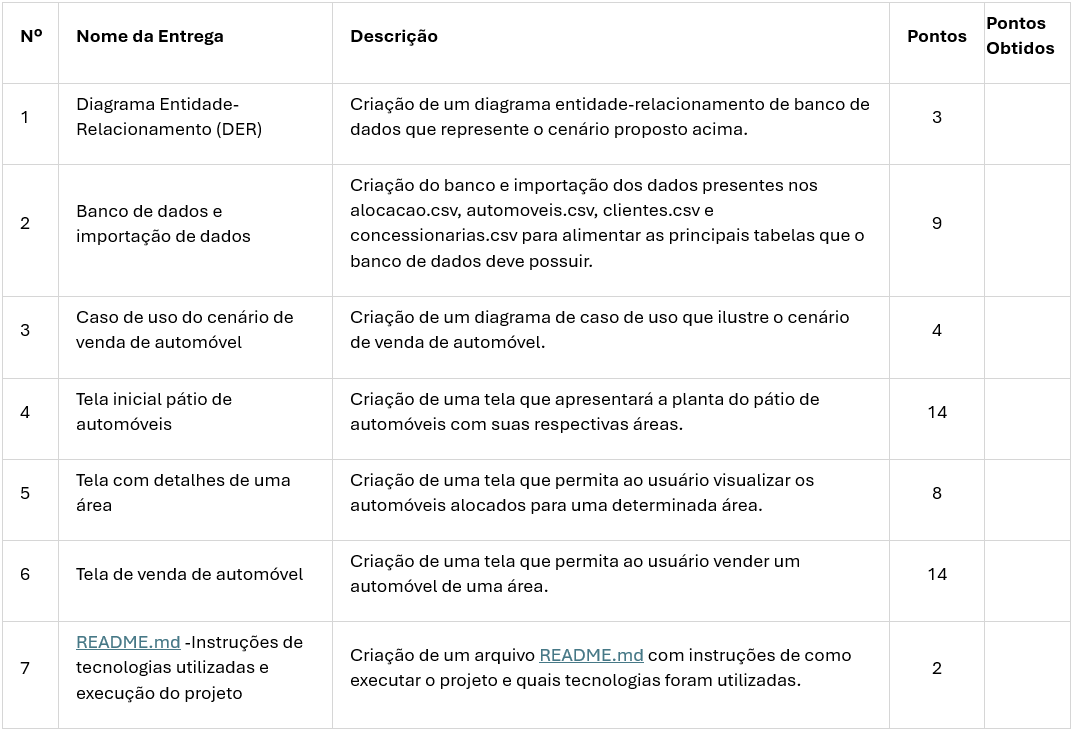 Nº Nome da Entrega Descrição Pontos Pontos Obtidos
1 Diagrama Entidade-
Relacionamento (DER)
Criação de um diagrama entidade-relacionamento de banco de
dados que represente o cenário proposto acima.
3
2 Banco de dados e
importação de dados
Criação do banco e importação dos dados presentes nos
alocacao.csv, automoveis.csv, clientes.csv e
concessionarias.csv para alimentar as principais tabelas que o
banco de dados deve possuir.
9
3 Caso de uso do cenário de
venda de automóvel
Criação de um diagrama de caso de uso que ilustre o cenário
de venda de automóvel.
4
4 Tela inicial pátio de
automóveis
Criação de uma tela que apresentará a planta do pátio de
automóveis com suas respectivas áreas.
14
5 Tela com detalhes de uma
área
Criação de uma tela que permita ao usuário visualizar os
automóveis alocados para uma determinada área.
8
6 Tela de venda de automóvel
Criação de uma tela que permita ao usuário vender um
automóvel de uma área.
14
7 README.md -Instruções de
tecnologias utilizadas e
execução do projeto
Criação de um arquivo README.md com instruções de como
executar o projeto e quais tecnologias foram utilizadas.
2